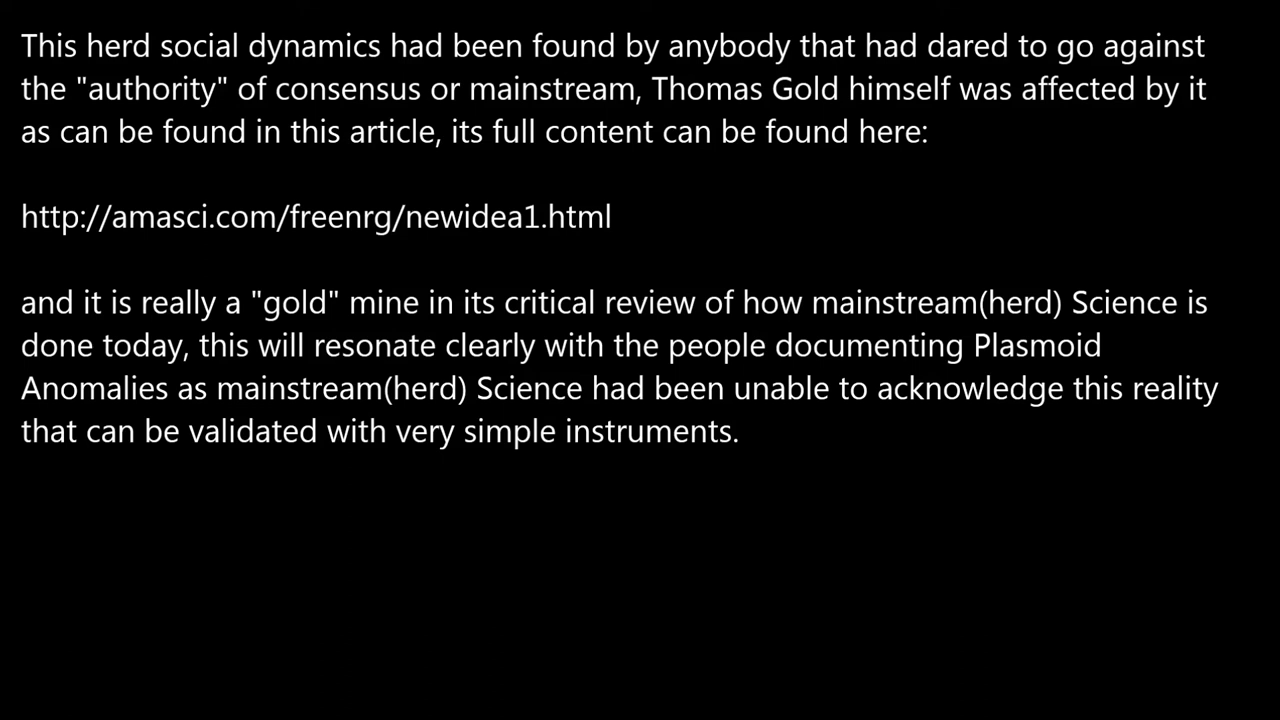 This herd social dynamics had been found by anybody that had dared to go against
the "authority" of consensus or mainstream, Thomas Gold himself was affected by it
as can be found in this article, its full content can be found here:
http://amasci.com/freenrg/newidea1.html
and it is really a "gold" mine in its critical review of how mainstream(herd) Science is
done today, this will resonate clearly with the people documenting Plasmoid
Anomalies as mainstream(herd) Science had been unable to acknowledge this reality
that can be validated with very simple instruments.